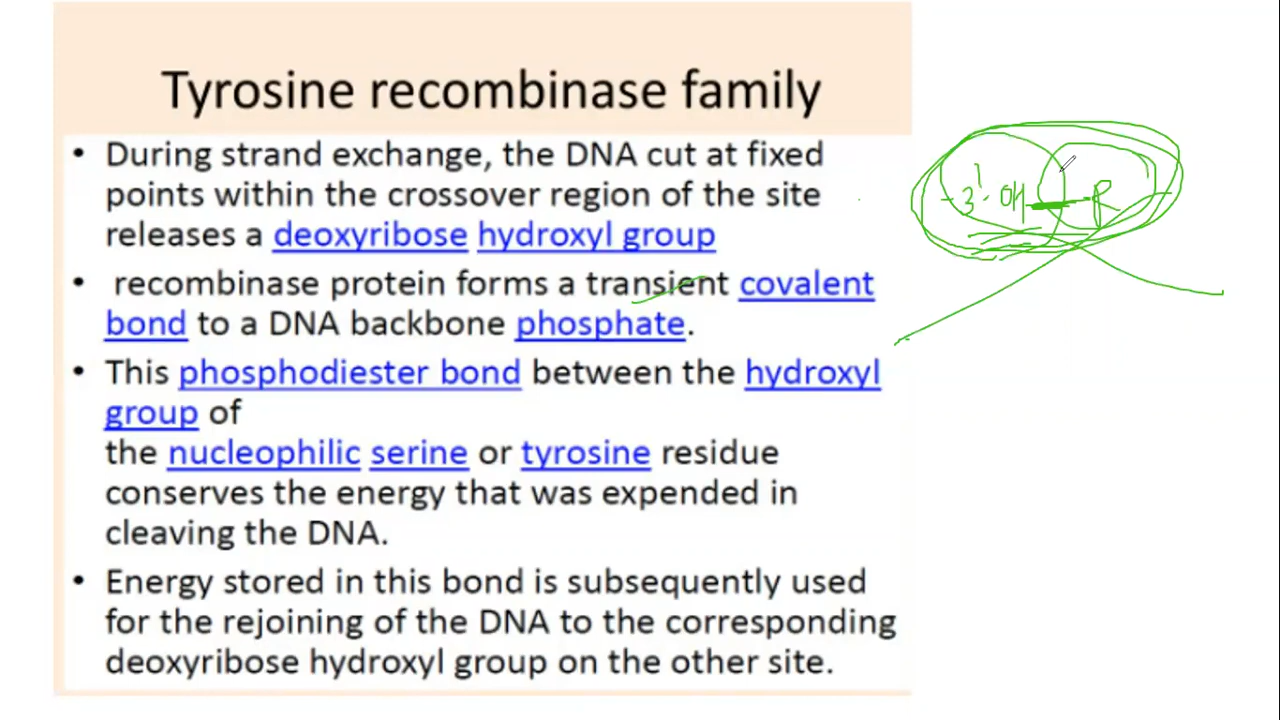 Tyrosine recombinase family
• During strand exchange, the DNA cut at fixed
points within the crossover region of the site
releases a deoxyribose hydroxyl group
• recombinase protein forms a transient covalent
bond to a DNA backbone phosphate.
• This phosphodiester bond between the hydroxyl
group of
the nucleophilic serine or tyrosine residue
conserves the energy that was expended in
cleaving the DNA.
• Energy stored in this bond is subsequently used
for the rejoining of the DNA to the corresponding
deoxyribose hydroxyl group on the other site.
3'-OH